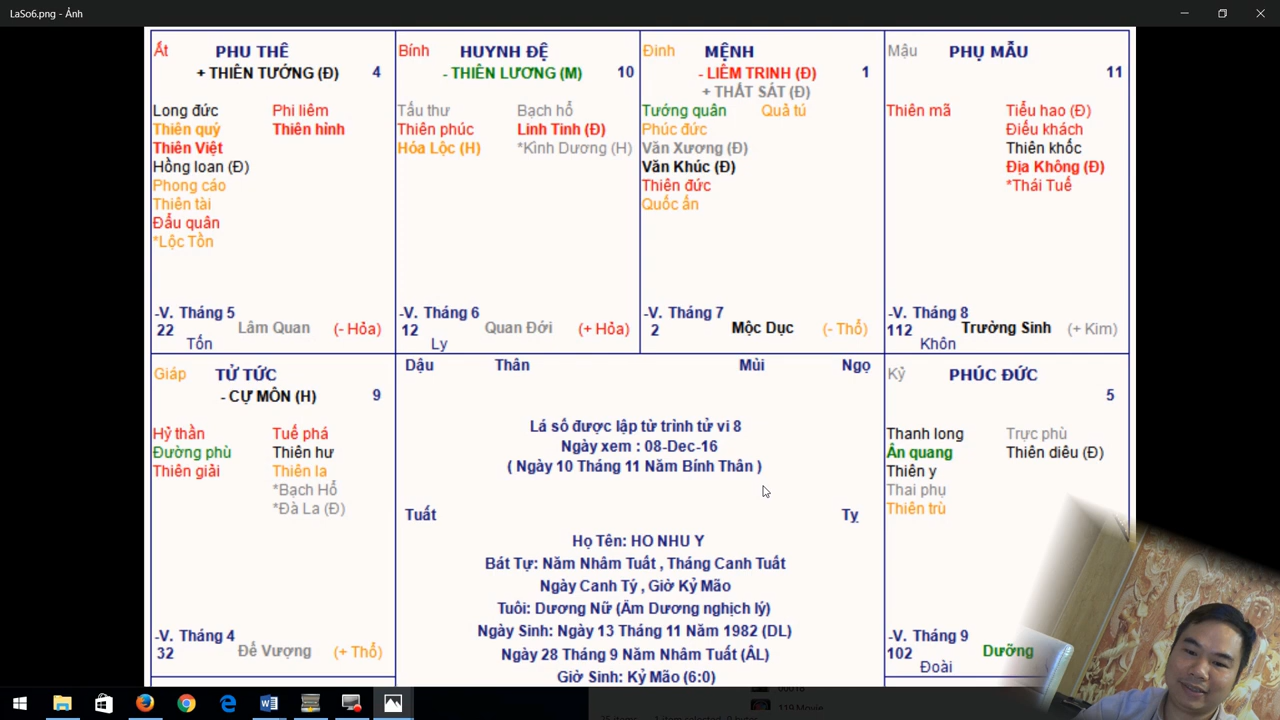 LaSo6.png - Ảnh
Ất PHU THÊ
+ THIÊN TƯỚNG (Đ) 4
Long đức Phi liêm
Thiên quý Thiên hình
Thiên Việt
Hồng loan (Đ)
Phong cáo
Thiên tài
Đẩu quân
*Lộc Tồn
-V. Tháng 5
22 Lâm Quan (- Hỏa)
Tốn
Bính HUYNH ĐỆ
- THIÊN LƯƠNG (M) 10
Tấu thư Bạch hổ
Thiên phúc Linh Tinh (Đ)
Hóa Lộc (H) *Kình Dương (H)
-V. Tháng 6
12 Quan Đới (+ Hỏa)
Ly
Đinh MỆNH
- LIÊM TRINH (Đ) 1
+ THẤT SÁT (Đ)
Tướng quân Quả tú
Phúc đức
Văn Xương (Đ)
Văn Khúc (Đ)
Thiên đức
Quốc ấn
-V. Tháng 7
2 Mộc Dục (- Thổ)
Mậu PHỤ MẪU
11
Thiên mã Tiểu hao (Đ)
Điếu khách
Thiên khốc
Địa Không (Đ)
*Thái Tuế
-V. Tháng 8
112 Trường Sinh (+ Kim)
Khôn
Giáp TỬ TỨC
- CỰ MÔN (H) 9
Hỷ thần Tuế phá
Đường phù Thiên hư
Thiên giải Thiên la
*Bạch Hổ
*Đà La (Đ)
-V. Tháng 4
32 Đế Vượng (+ Thổ)
Dậu Thân Mùi Ngọ
Lá số được lập từ trình tử vi 8
Ngày xem : 08-Dec-16
( Ngày 10 Tháng 11 Năm Bính Thân )
Tuất Tỵ
Họ Tên: HO NHU Y
Bát Tự: Năm Nhâm Tuất , Tháng Canh Tuất
Ngày Canh Tý , Giờ Kỷ Mão
Tuổi: Dương Nữ (Âm Dương nghịch lý)
Ngày Sinh: Ngày 13 Tháng 11 Năm 1982 (DL)
Ngày 28 Tháng 9 Năm Nhâm Tuất (ÂL)
Giờ Sinh: Kỷ Mão (6:0)
Kỷ PHÚC ĐỨC
5
Thanh long Trực phù
Ân quang Thiên diêu (Đ)
Thiên y
Thai phụ
Thiên trù
-V. Tháng 9
102 Dưỡng
Đoài